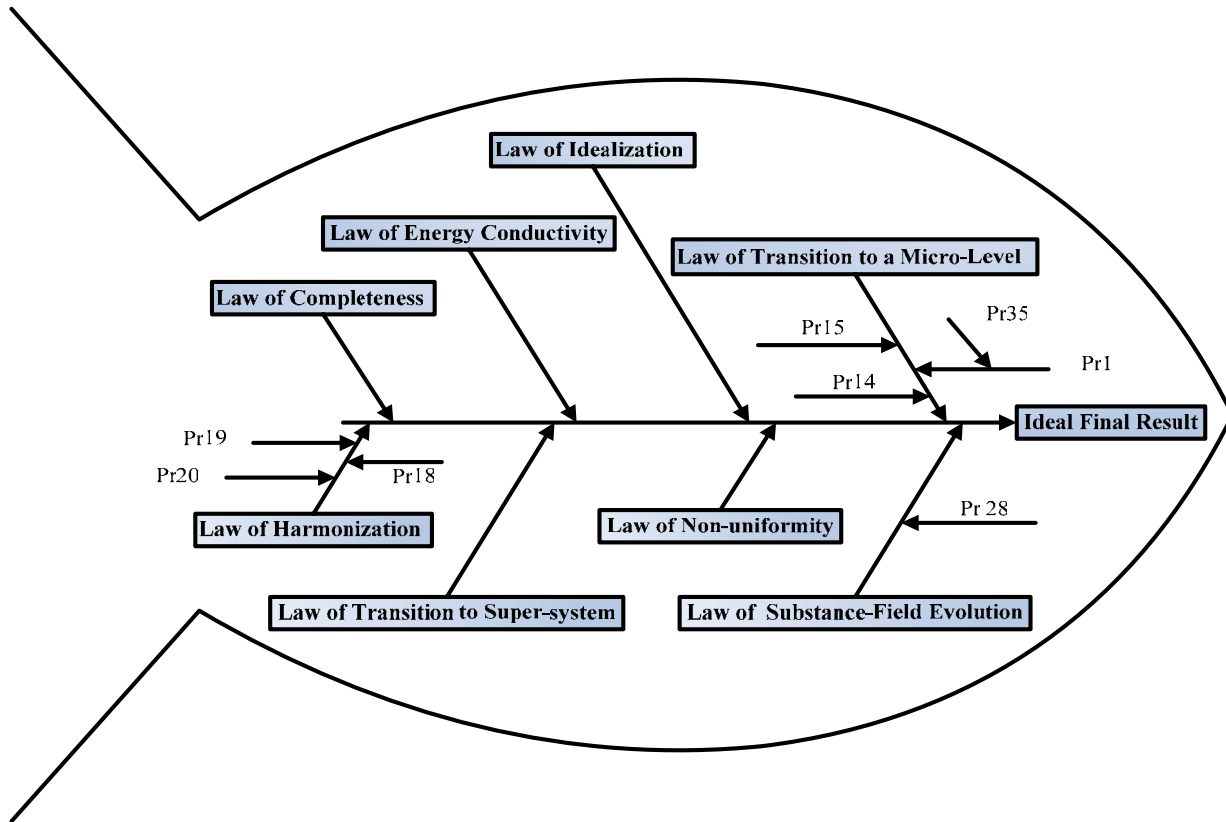 Law of Idealization
Law of Energy Conductivity
Law of Transition to a Micro-Level
Law of Completeness
Pr35
Pr15
Pr1
Pr14
Ideal Final Result
Pr19
Pr20
Pr18
Pr 28
Law of Harmonization
Law of Non-uniformity
Law of Transition to Super-system
Law of Substance-Field Evolution